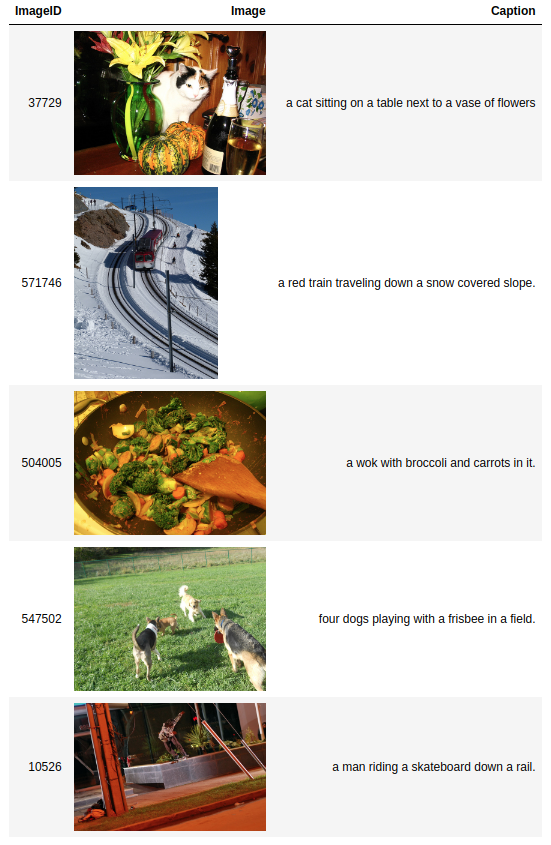 ImageID Image Caption
37729 a cat sitting on a table next to a vase of flowers
571746 a red train traveling down a snow covered slope.
504005 a wok with broccoli and carrots in it.
547502 four dogs playing with a frisbee in a field.
10526 a man riding a skateboard down a rail.